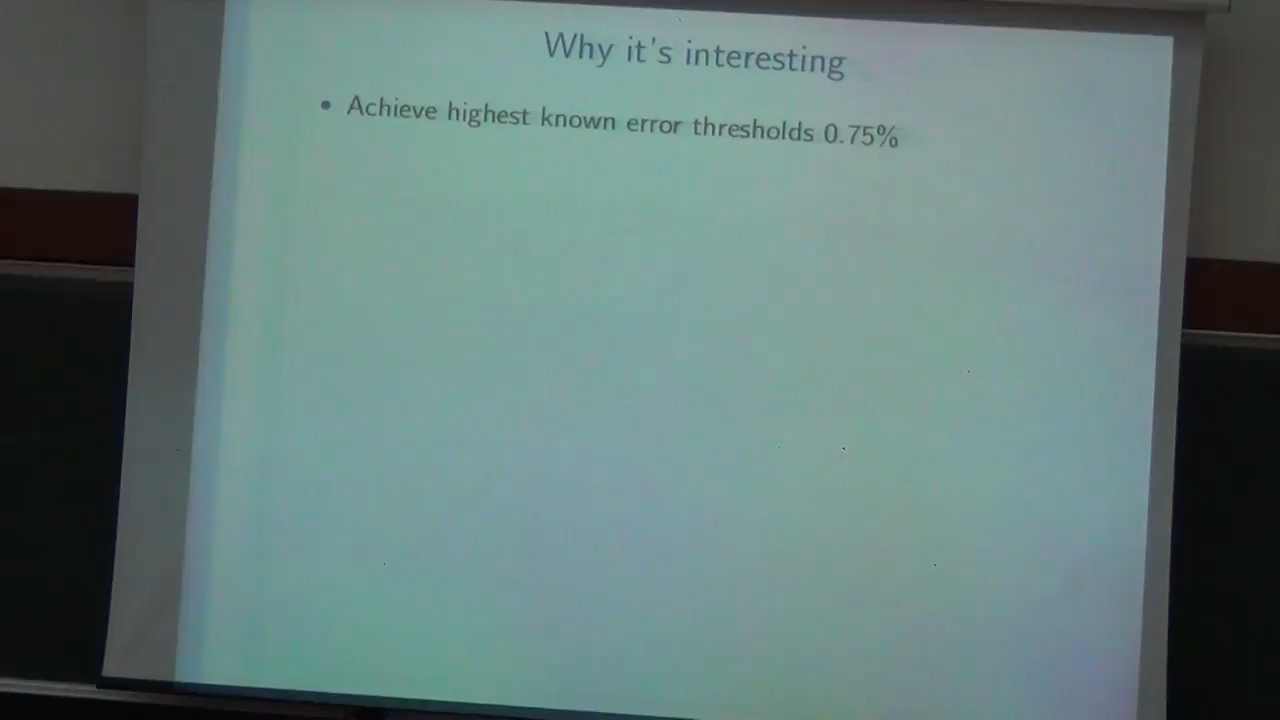 Why it's interesting
• Achieve highest known error thresholds 0.75%